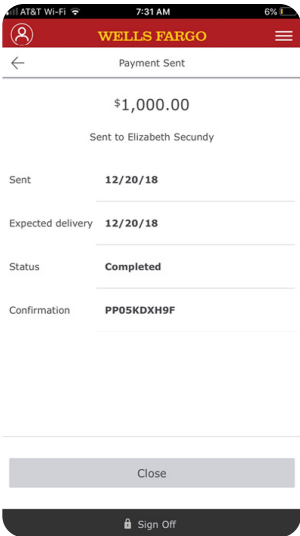 AT&T Wi-Fi 7:31 AM 6%
WELLS FARGO
Payment Sent
$1,000.00
Sent to Elizabeth Secundy
Sent 12/20/18
Expected delivery 12/20/18
Status Completed
Confirmation PP05KDXH9F
Close
Sign Off